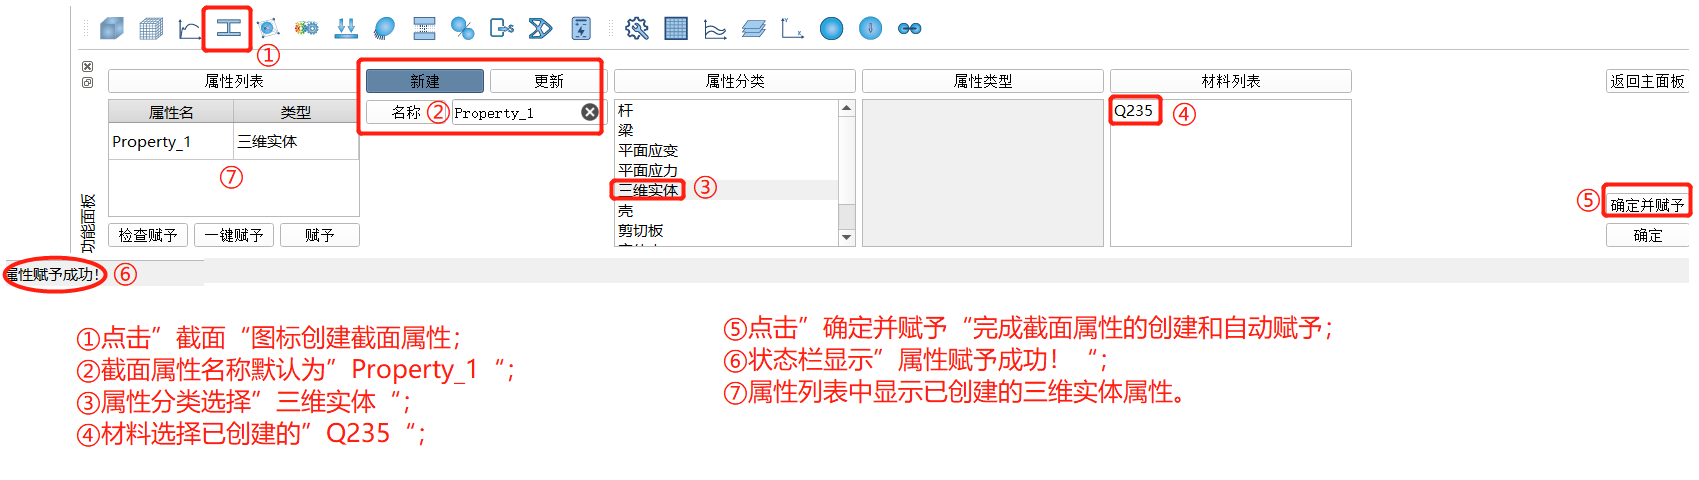 ①
属性列表
新建
更新
属性分类
属性类型
材料列表
返回主面板
属性名
类型
名称
②
Property_1
杆
Q235
④
梁
Property_1
三维实体
平面应变
平面应力
⑦
三维实体
③
壳
⑤
确定并赋予
剪切板
检查赋予
一键赋予
赋予
确定
功能面板
属性赋予成功!
⑥
①点击”截面“图标创建截面属性;
②截面属性名称默认为”Property_1“;
③属性分类选择”三维实体“;
④材料选择已创建的”Q235“;
⑤点击”确定并赋予“完成截面属性的创建和自动赋予;
⑥状态栏显示”属性赋予成功！“;
⑦属性列表中显示已创建的三维实体属性。